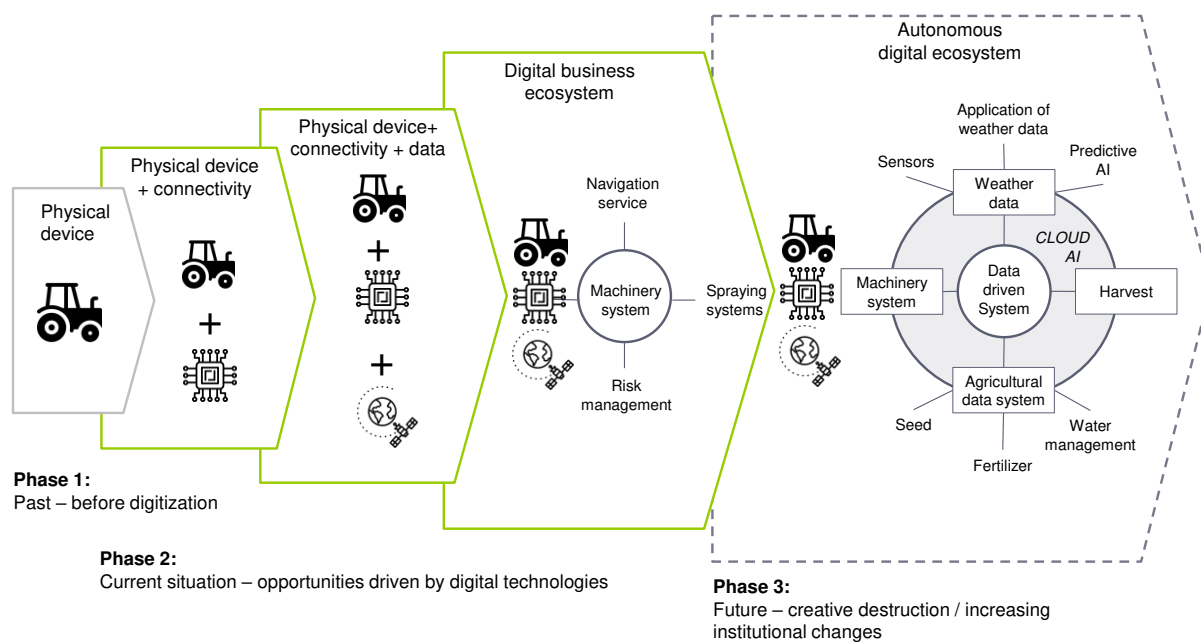 Physical
device
Physical device
+ connectivity
+
Physical device+
connectivity + data
+
+
Digital business
ecosystem
Navigation
service
Machinery
system
Spraying
systems
Risk
management
Autonomous
digital ecosystem
Application of
weather data
Sensors
Predictive
AI
Weather
data
CLOUD
AI
Machinery
system
Data
driven
System
Harvest
Agricultural
data system
Seed
Water
management
Fertilizer
Phase 1:
Past – before digitization
Phase 2:
Current situation – opportunities driven by digital technologies
Phase 3:
Future – creative destruction / increasing
institutional changes